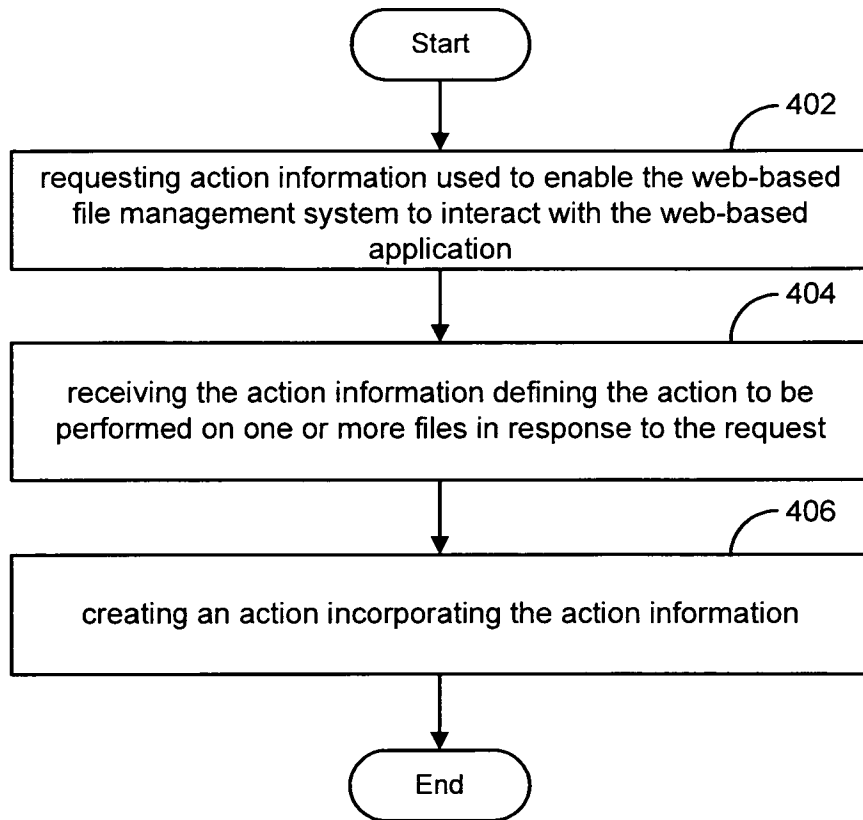 Start
402
requesting action information used to enable the web-based
file management system to interact with the web-based
application
404
receiving the action information defining the action to be
performed on one or more files in response to the request
406
creating an action incorporating the action information
End